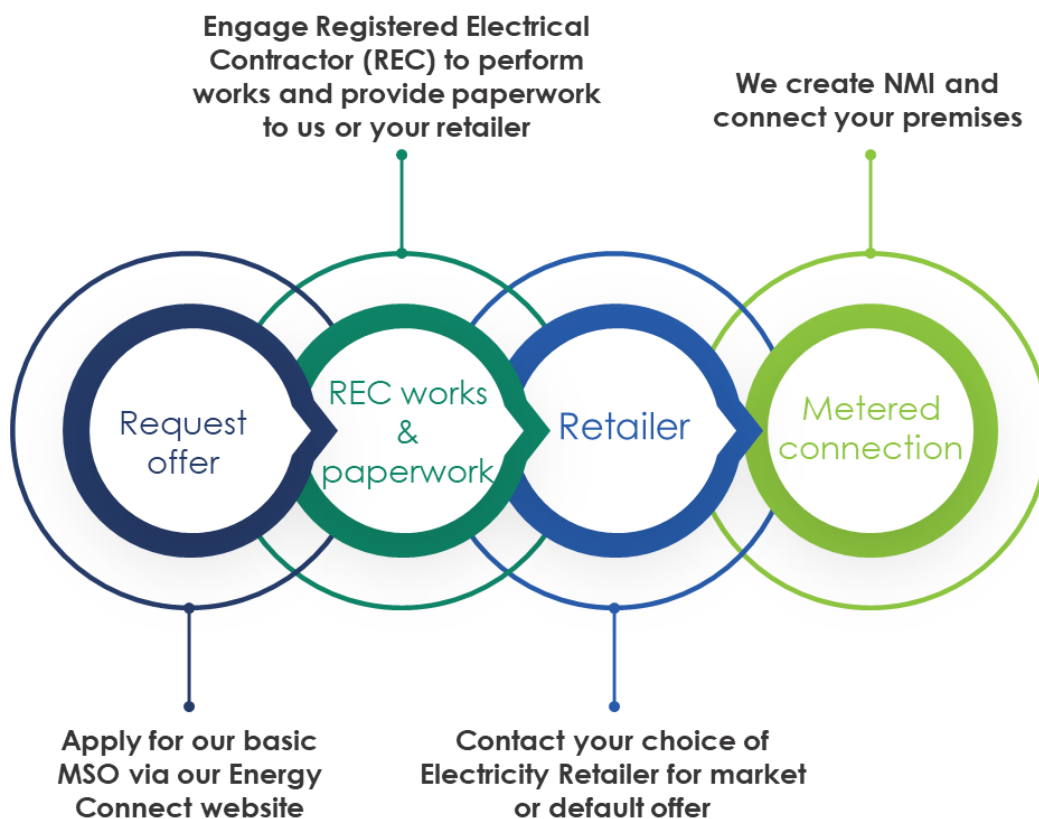 Engage Registered Electrical
Contractor (REC) to perform
works and provide paperwork
to us or your retailer
We create NMI and
connect your premises
Request
offer
REC works
&
paperwork
Retailer
Metered
connection
Apply for our basic
MSO via our Energy
Connect website
Contact your choice of
Electricity Retailer for market
or default offer